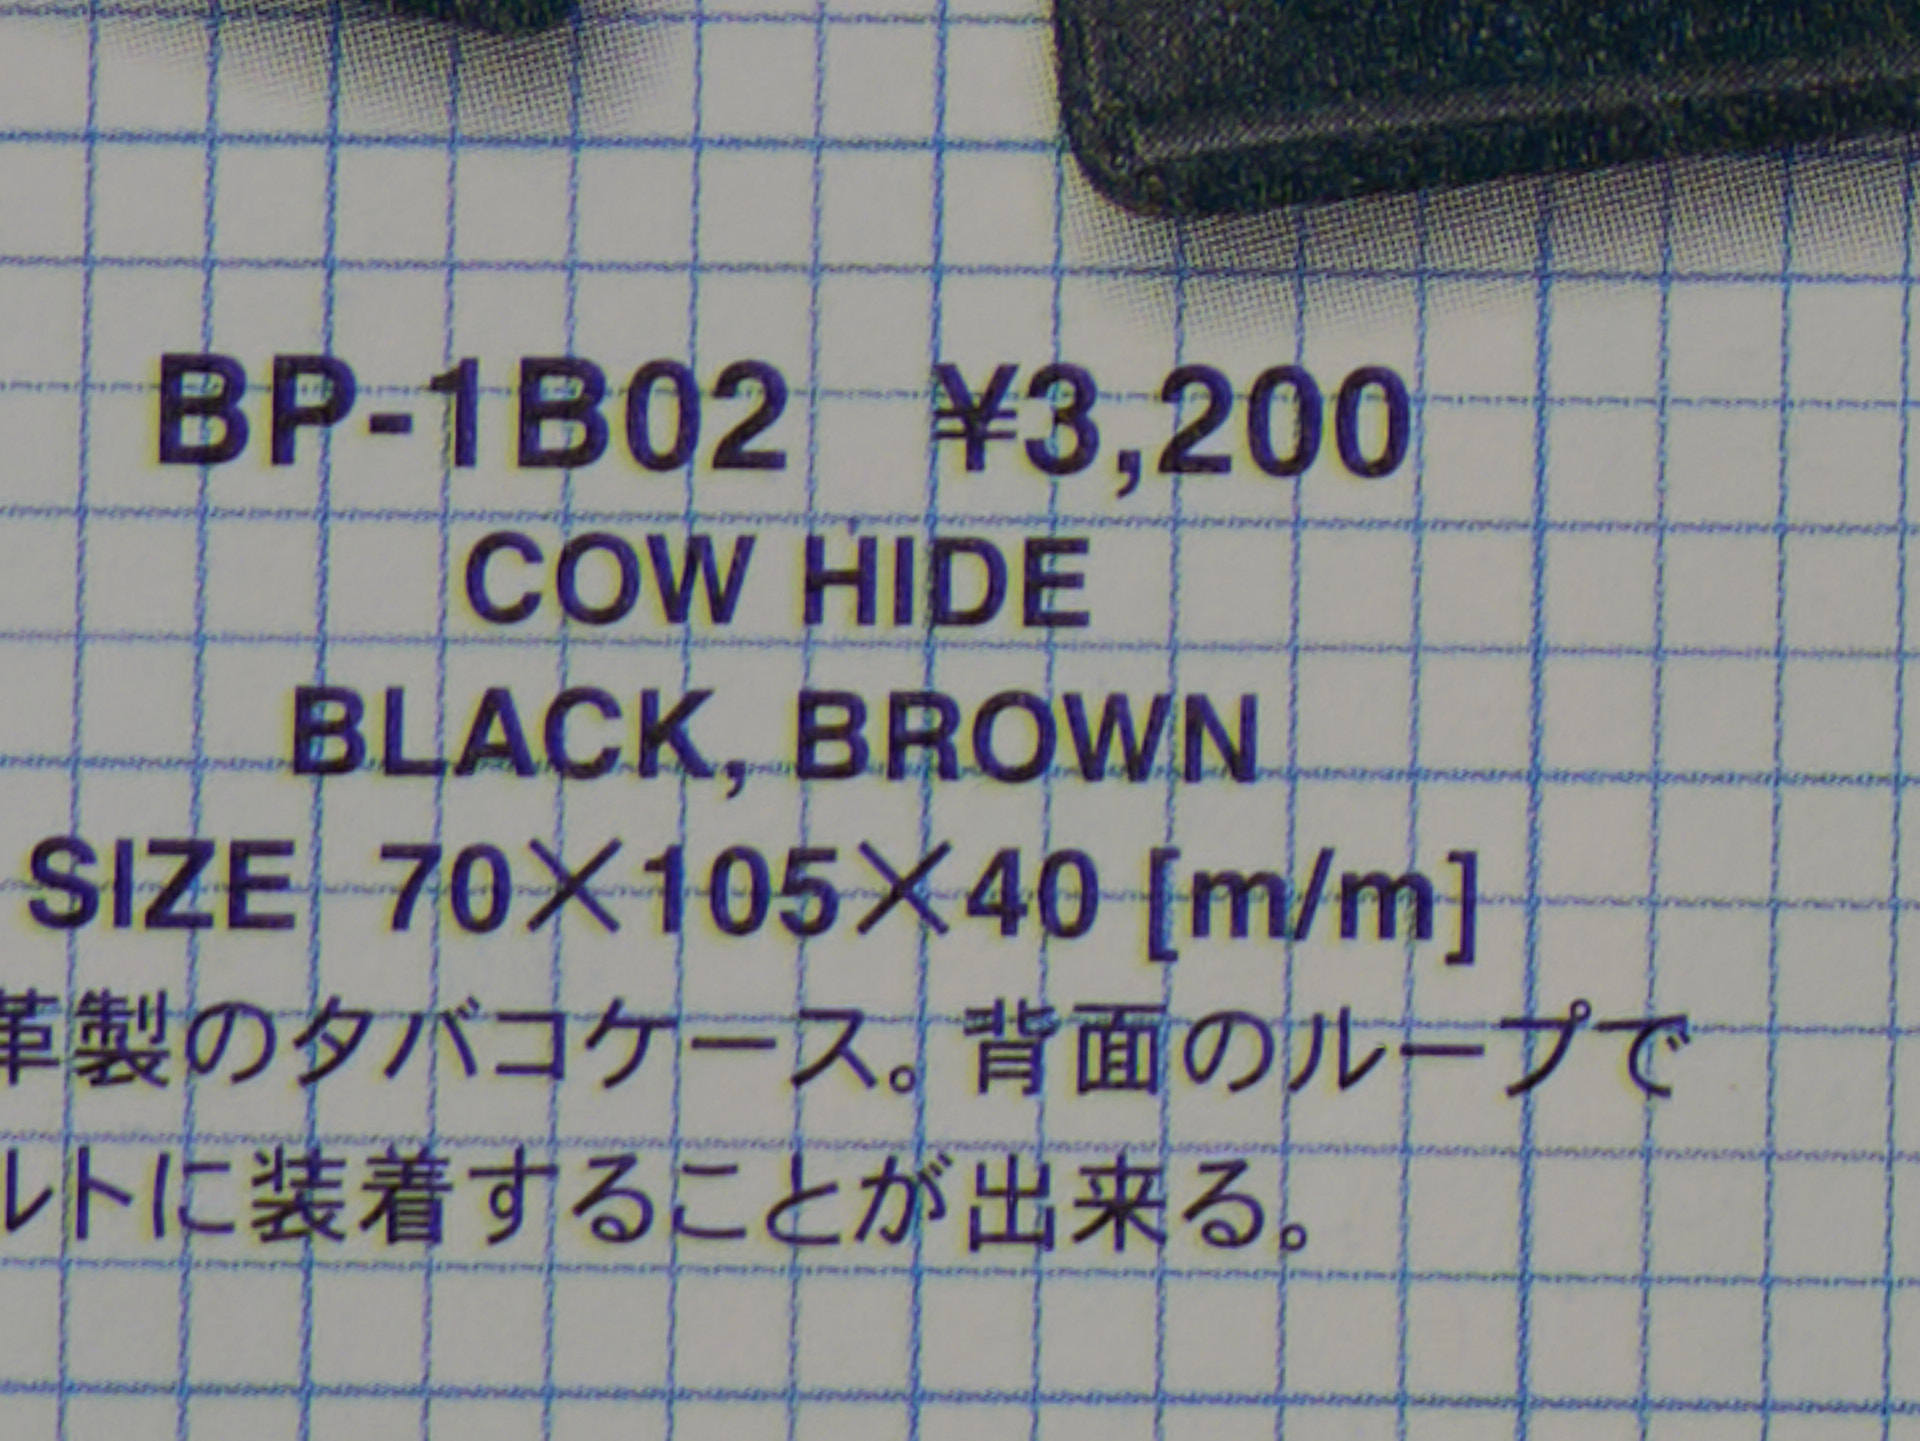 BP-1B02 ¥3,200
COW HIDE
BLACK, BROWN
SIZE 70×105×40 [m/m]
革製のタバコケース。背面のループで
ルトに装着することが出来る。